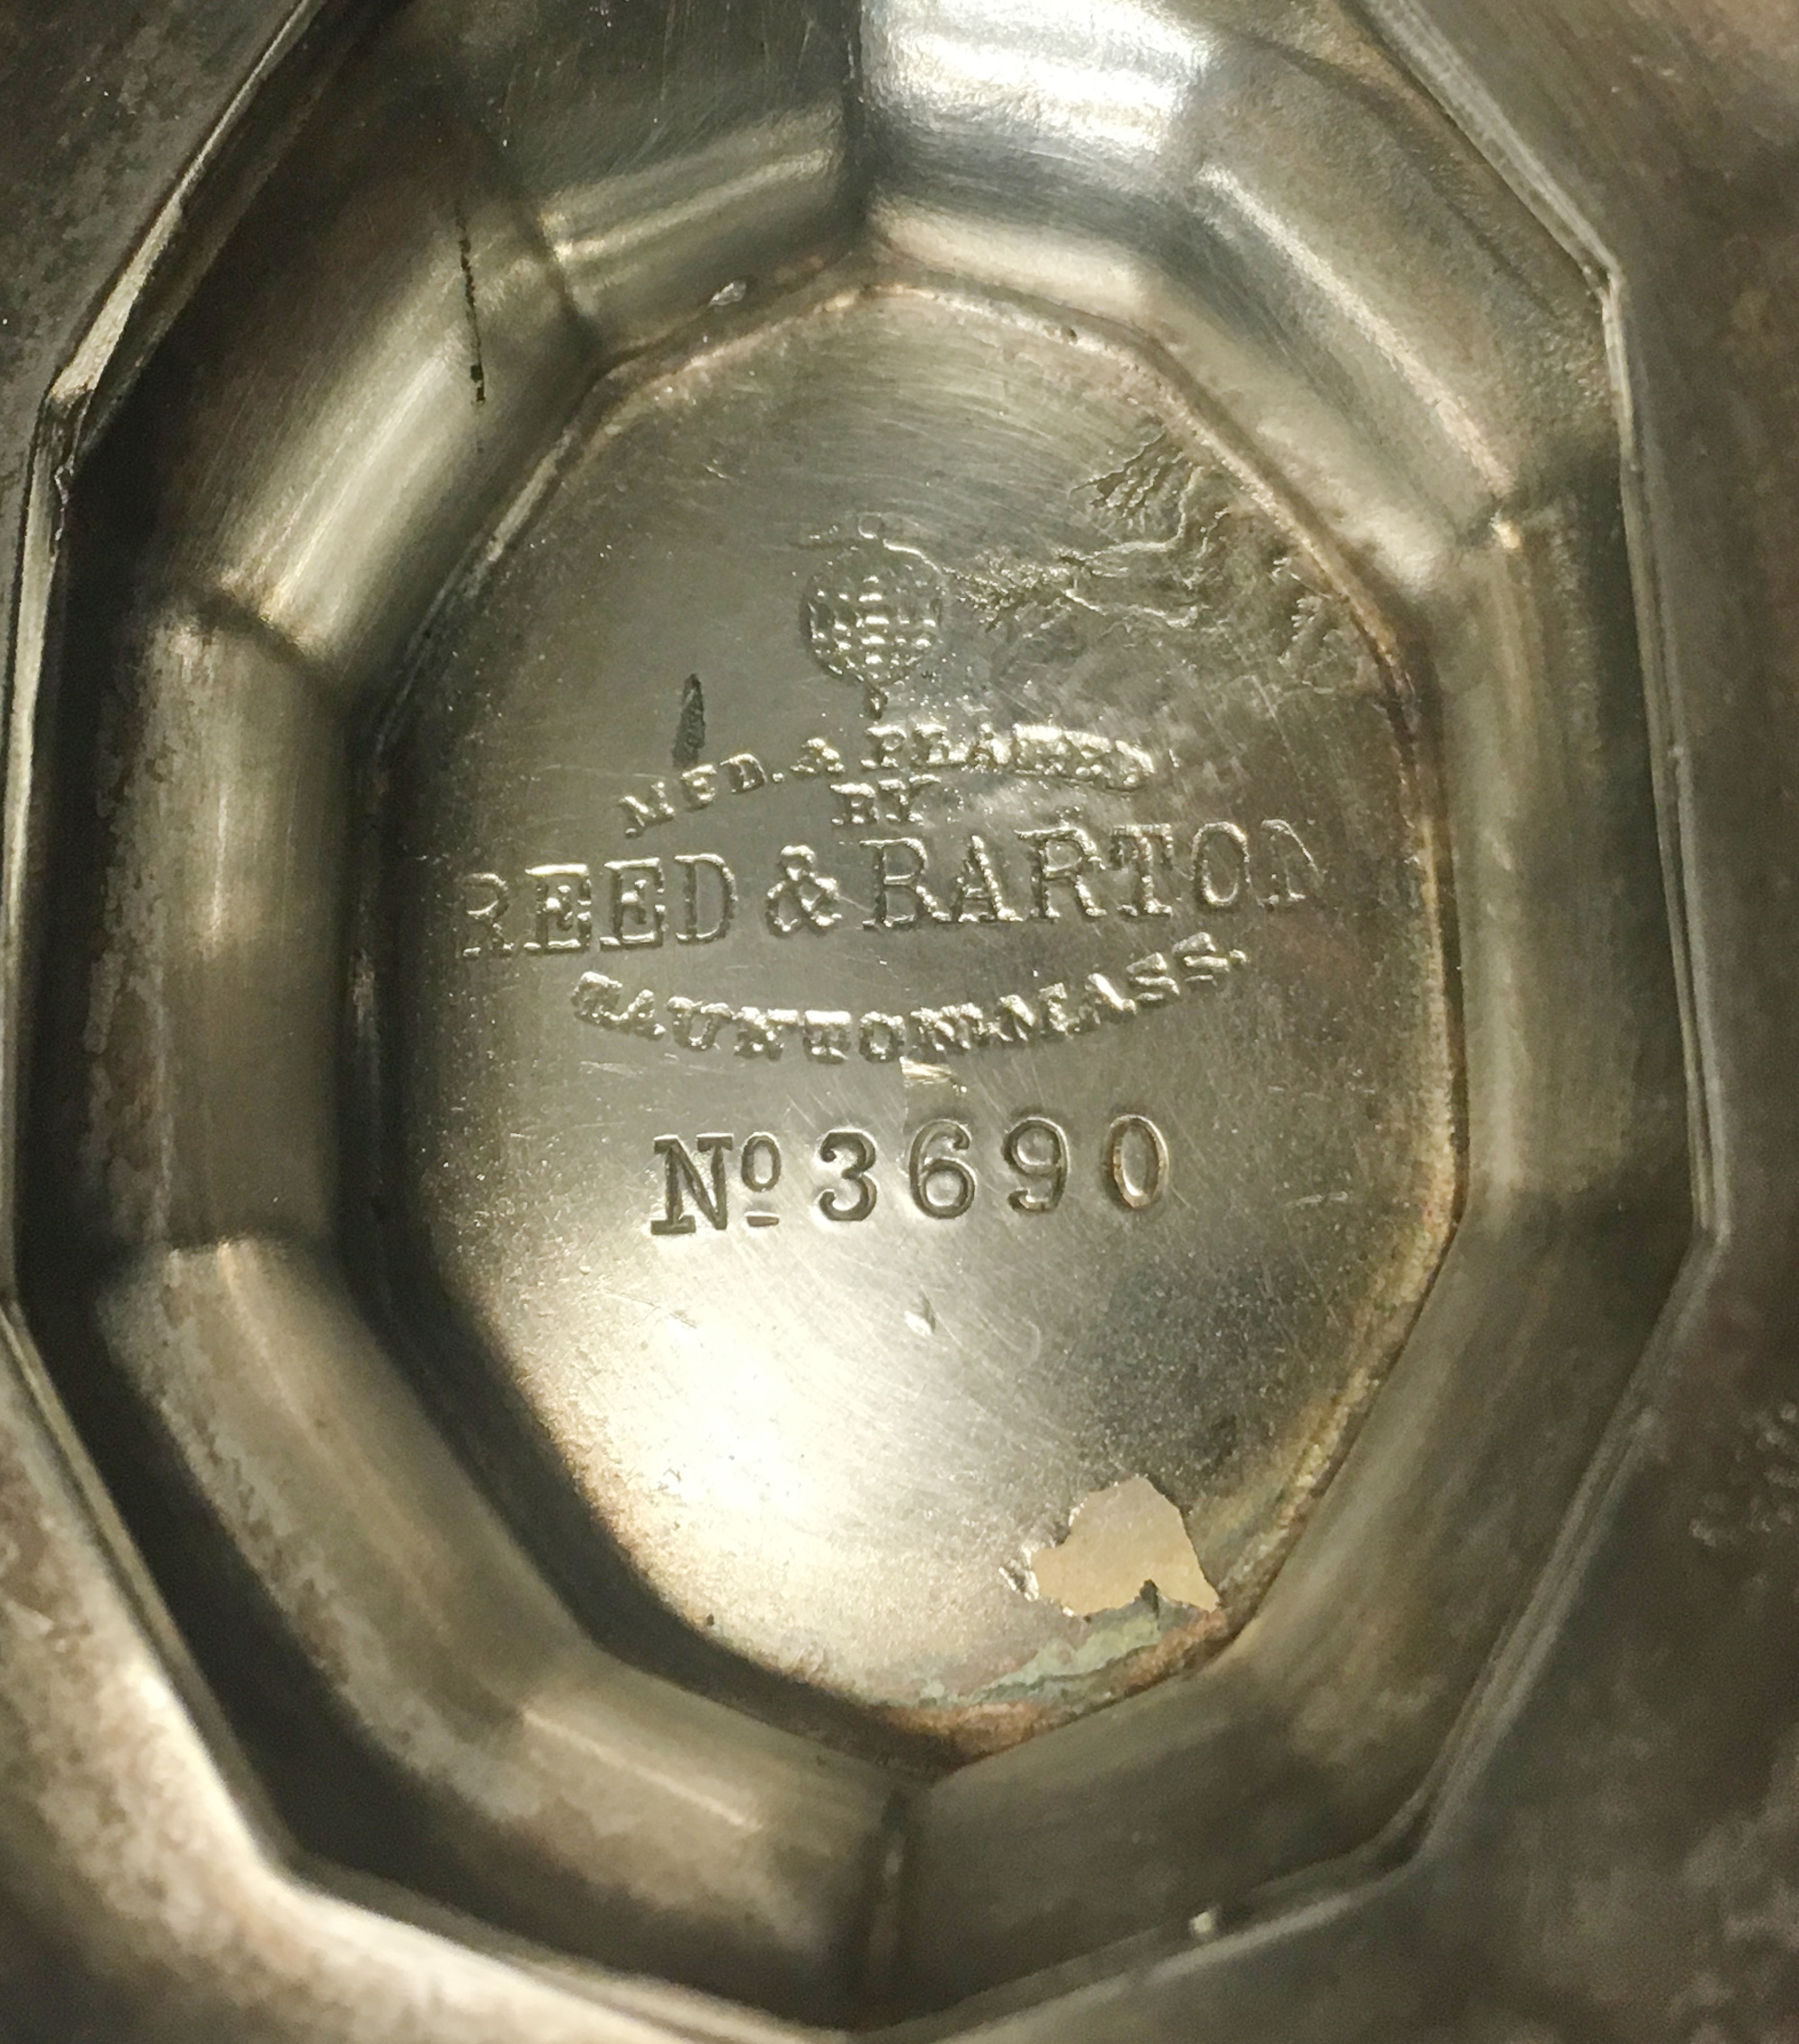 MFD. & PLATED
BY
REED & BARTON
TAUNTON MASS.
Nº 3690